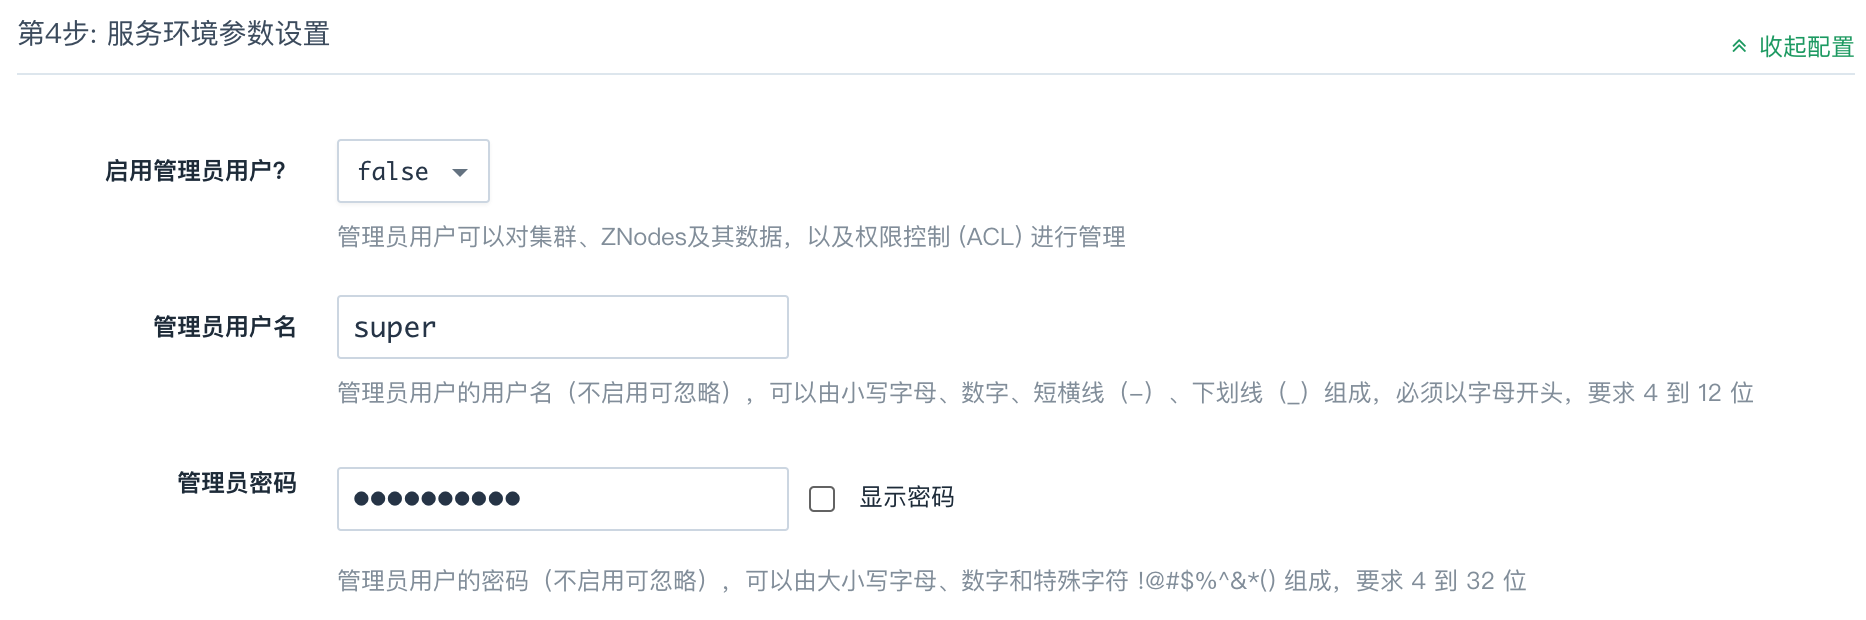 第4步: 服务环境参数设置
收起配置
启用管理员用户?
false
管理员用户可以对集群、ZNodes及其数据，以及权限控制 (ACL) 进行管理
管理员用户名
super
管理员用户的用户名（不启用可忽略），可以由小写字母、数字、短横线（-）、下划线（_）组成，必须以字母开头，要求 4 到 12 位
管理员密码
●●●●●●●●●●
显示密码
管理员用户的密码（不启用可忽略），可以由大小写字母、数字和特殊字符 !@#$%^&*() 组成，要求 4 到 32 位